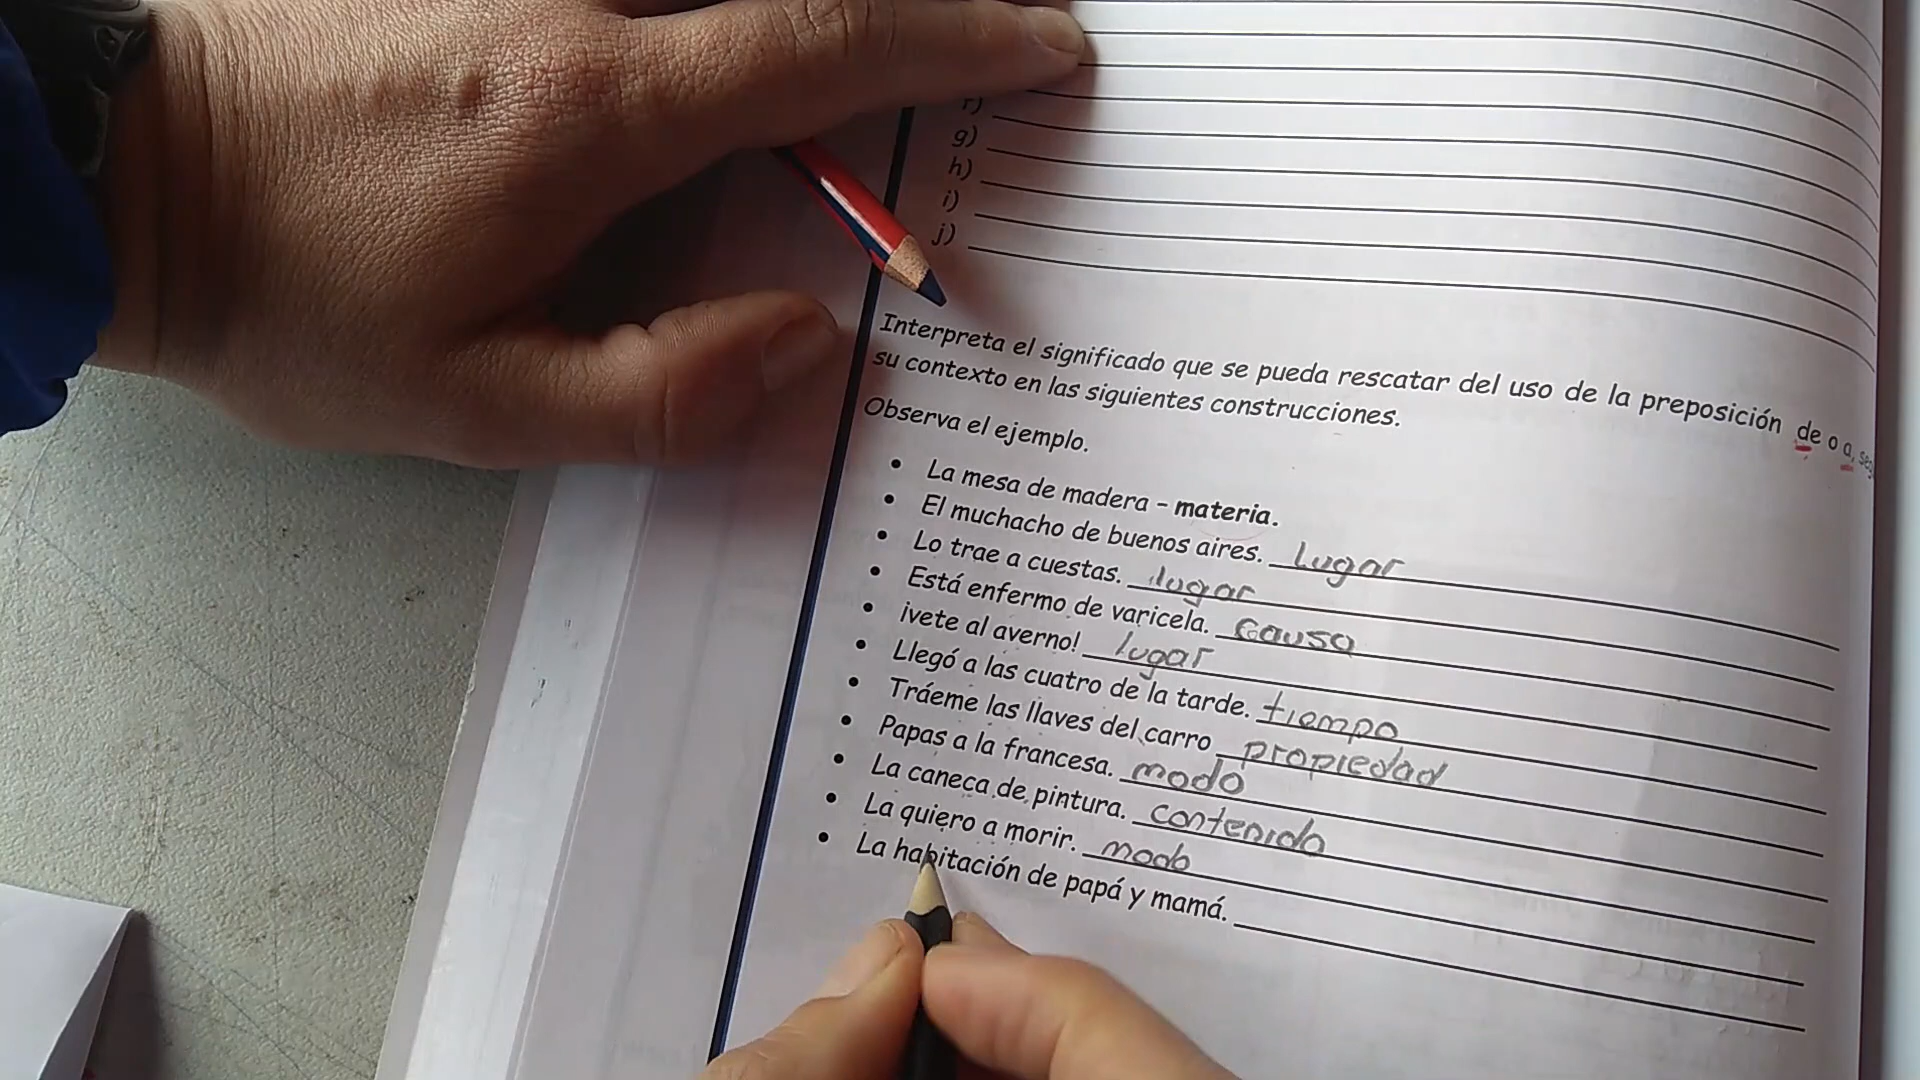 f)
g)
h)
i)
j)
Interpreta el significado que se pueda rescatar del uso de la preposición de o a,
su contexto en las siguientes construcciones.
Observa el ejemplo.
• La mesa de madera - materia.
• El muchacho de buenos aires. Lugar
• Lo trae a cuestas. lugar
• Está enfermo de varicela. causa
• ¡vete al averno! lugar
• Llegó a las cuatro de la tarde. tiempo
• Tráeme las llaves del carro propiedad
• Papas a la francesa. modo
• La caneca de pintura. contenido
• La quiero a morir. modo
• La habitación de papá y mamá.